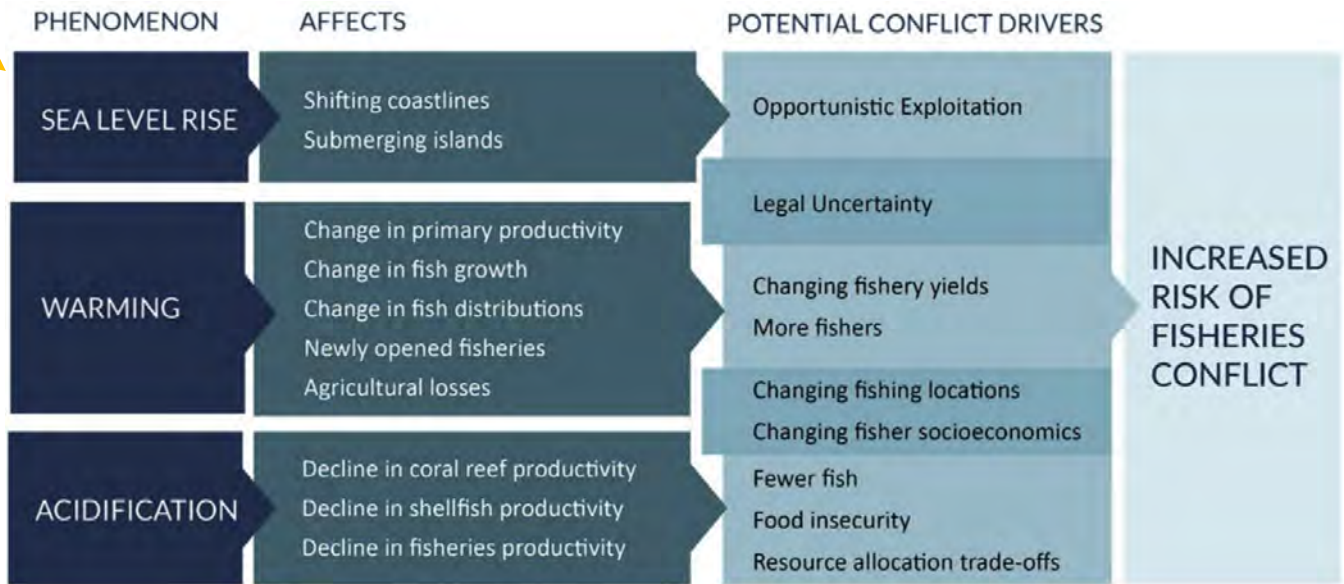 PHENOMENON
AFFECTS
POTENTIAL CONFLICT DRIVERS
SEA LEVEL RISE
Shifting coastlines
Submerging islands
Opportunistic Exploitation
Legal Uncertainty
WARMING
Change in primary productivity
Change in fish growth
Change in fish distributions
Newly opened fisheries
Agricultural losses
Changing fishery yields
More fishers
Changing fishing locations
Changing fisher socioeconomics
ACIDIFICATION
Decline in coral reef productivity
Decline in shellfish productivity
Decline in fisheries productivity
Fewer fish
Food insecurity
Resource allocation trade-offs
INCREASED
RISK OF
FISHERIES
CONFLICT